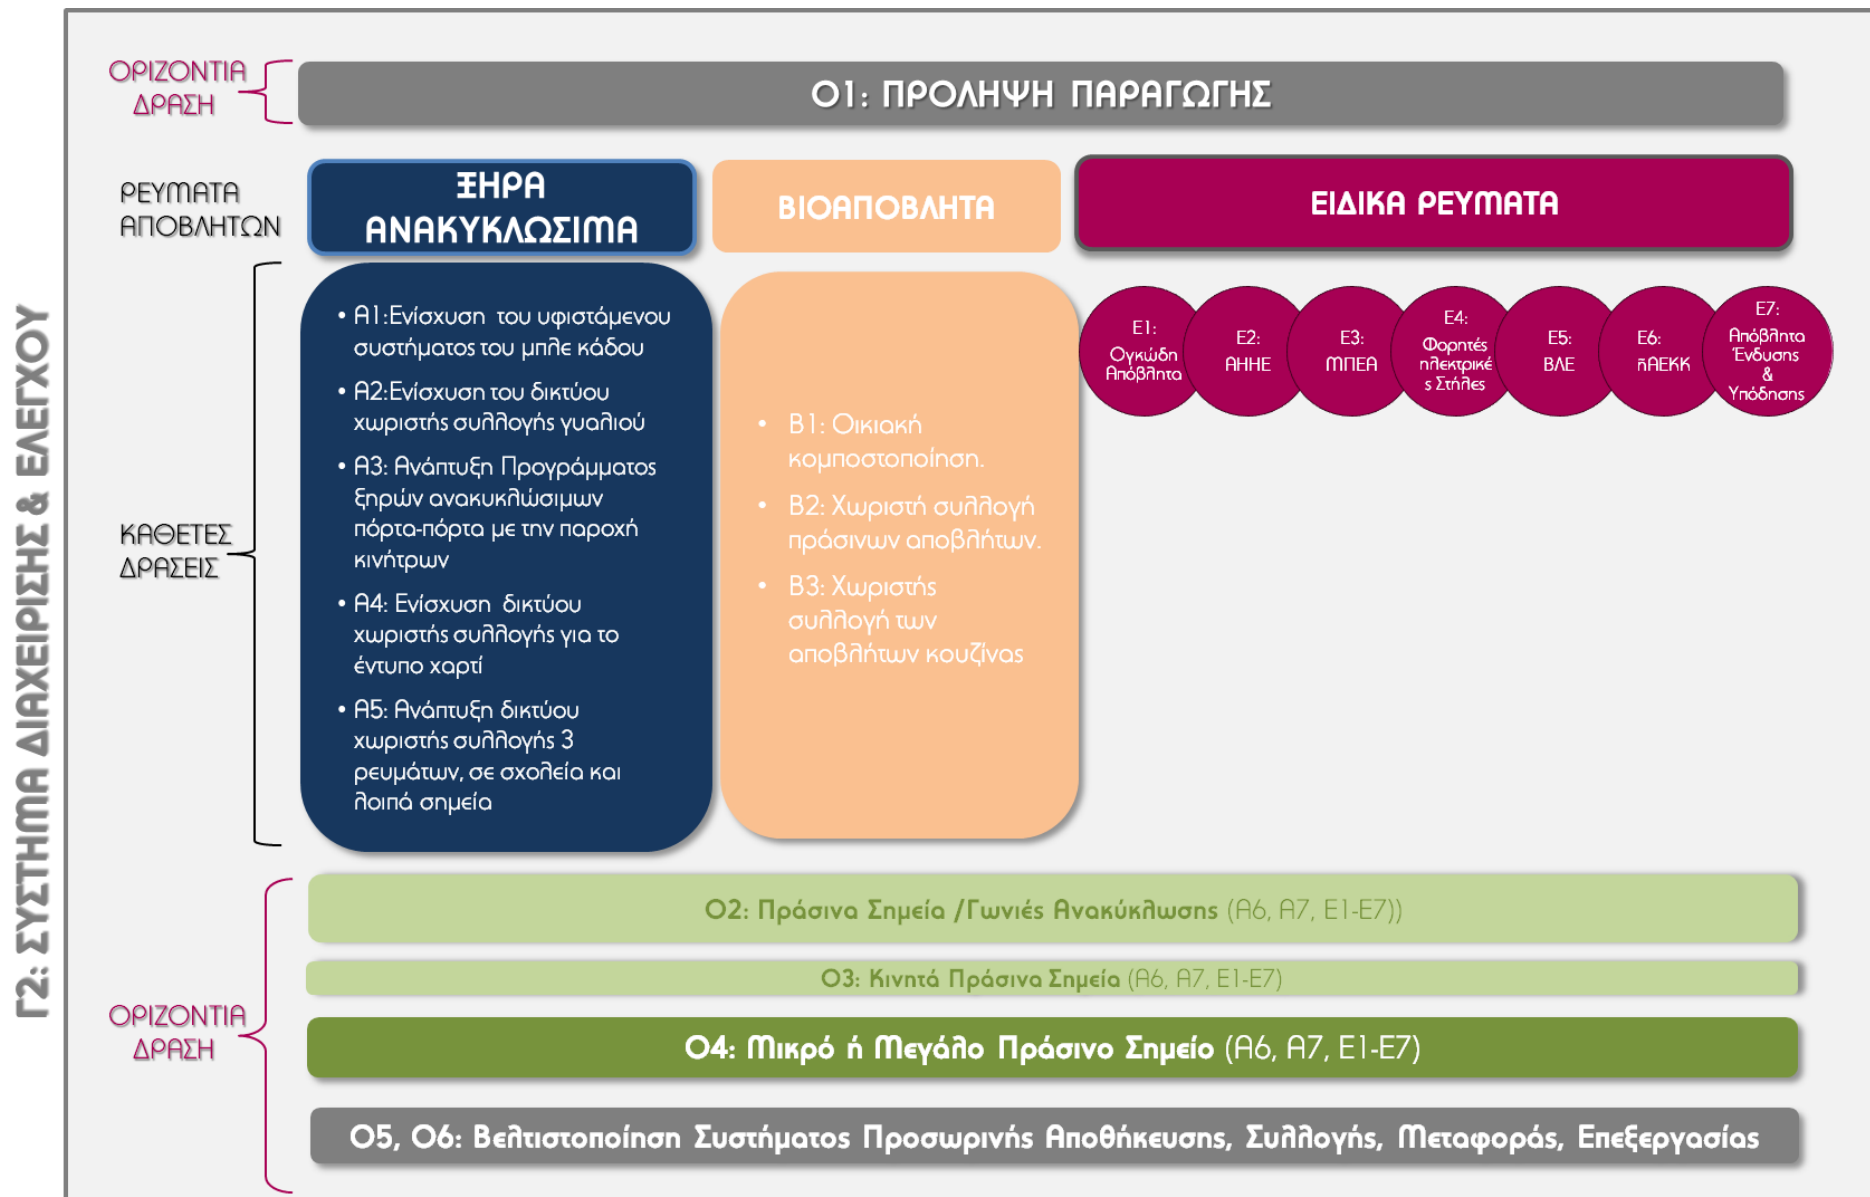 Γ2: ΣΥΣΤΗΜΑ ΔΙΑΧΕΙΡΙΣΗΣ & ΕΛΕΓΧΟΥ
ΟΡΙΖΟΝΤΙΑ
ΔΡΑΣΗ
Ο1: ΠΡΟΛΗΨΗ ΠΑΡΑΓΩΓΗΣ
ΡΕΥΜΑΤΑ
ΑΠΟΒΛΗΤΩΝ
ΞΗΡΑ
ΑΝΑΚΥΚΛΩΣΙΜΑ
ΒΙΟΑΠΟΒΛΗΤΑ
ΕΙΔΙΚΑ ΡΕΥΜΑΤΑ
ΚΑΘΕΤΕΣ
ΔΡΑΣΕΙΣ
• Α1:Ενίσχυση του υφιστάμενου
συστήματος του μπλε κάδου
• Α2:Ενίσχυση του δικτύου
χωριστής συλλογής γυαλιού
• Α3: Ανάπτυξη Προγράμματος
ξηρών ανακυκλώσιμων
πόρτα-πόρτα με την παροχή
κινήτρων
• Α4: Ενίσχυση δικτύου
χωριστής συλλογής για το
έντυπο χαρτί
• Α5: Ανάπτυξη δικτύου
χωριστής συλλογής 3
ρευμάτων, σε σχολεία και
λοιπά σημεία
• Β1: Οικιακή
κομποστοποίηση.
• Β2: Χωριστή συλλογή
πράσινων αποβλήτων.
• Β3: Χωριστής
συλλογή των
αποβλήτων κουζίνας
Ε1:
Ογκώδη
Απόβλητα
Ε2:
ΑΗΗΕ
Ε3:
ΜΠΕΑ
Ε4:
Φορητές
ηλεκτρικέ
ς Στήλες
Ε5:
ΒΛΕ
Ε6:
ñΑΕΚΚ
Ε7:
Απόβλητα
Ένδυσης
&
Υπόδησης
ΟΡΙΖΟΝΤΙΑ
ΔΡΑΣΗ
Ο2: Πράσινα Σημεία /Γωνιές Ανακύκλωσης (Α6, Α7, Ε1-Ε7))
Ο3: Κινητά Πράσινα Σημεία (Α6, Α7, Ε1-Ε7)
Ο4: Μικρό ή Μεγάλο Πράσινο Σημείο (Α6, Α7, Ε1-Ε7)
Ο5, Ο6: Βελτιστοποίηση Συστήματος Προσωρινής Αποθήκευσης, Συλλογής, Μεταφοράς, Επεξεργασίας